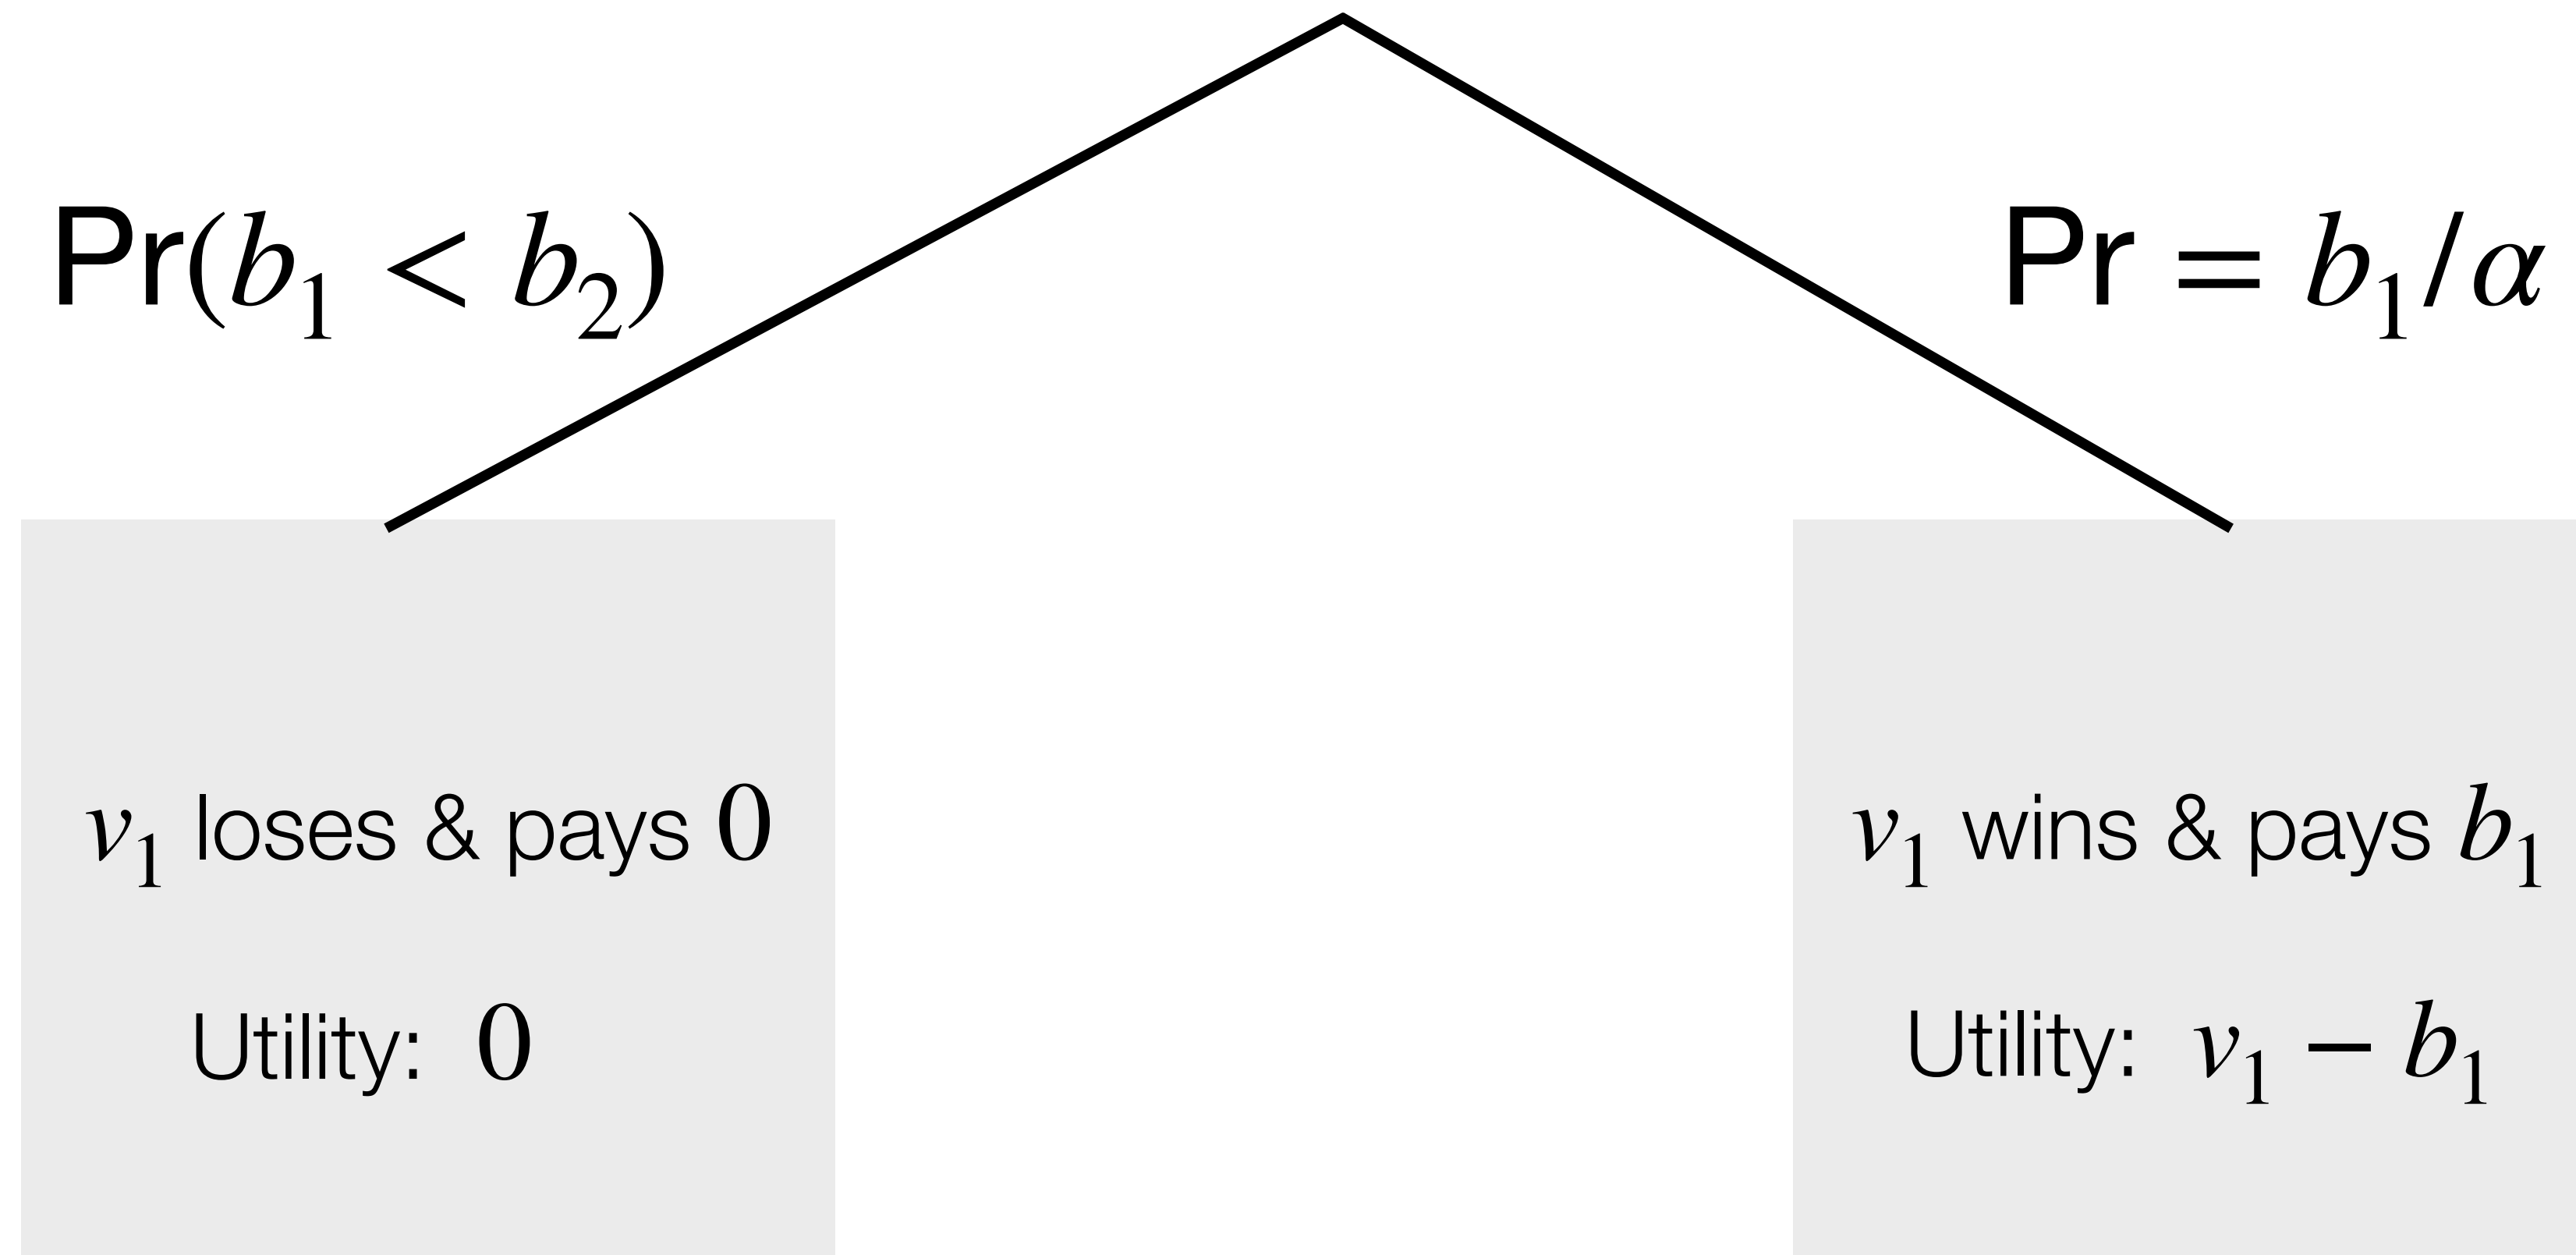 Pr(b₁ < b₂)
Pr = b₁/α
v₁ loses & pays 0
Utility: 0
v₁ wins & pays b₁
Utility: v₁ − b₁